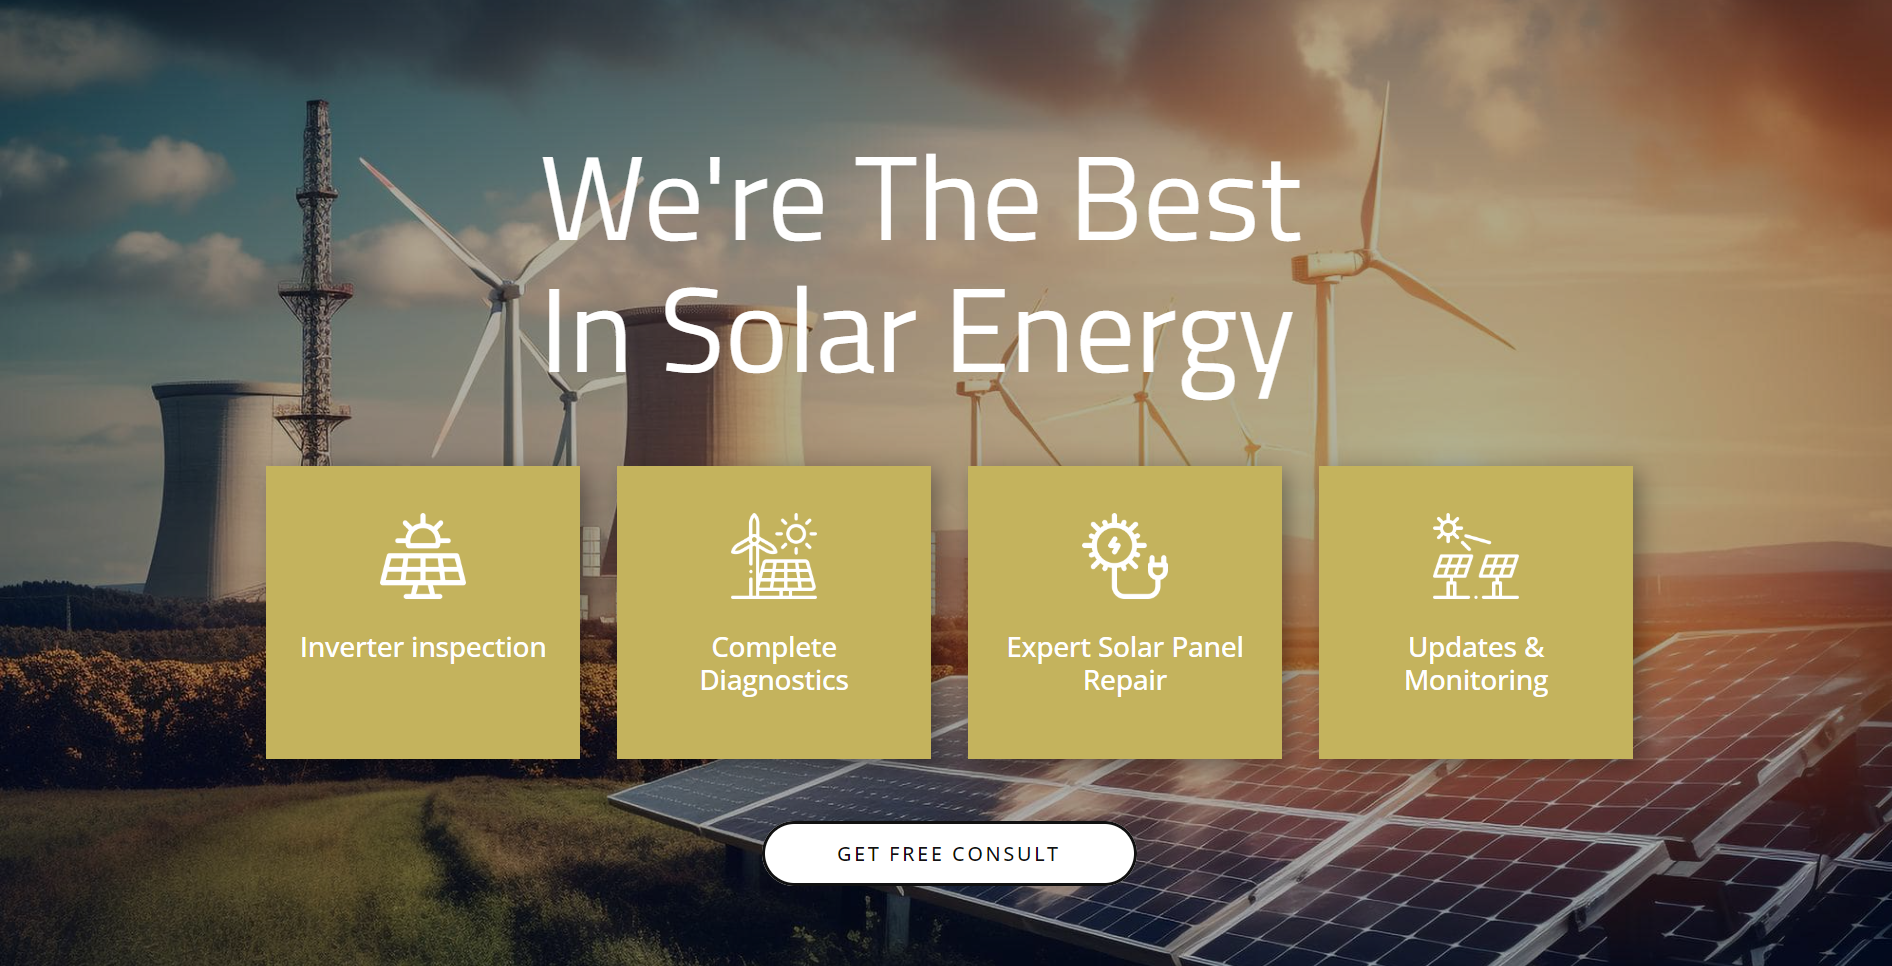 We're The Best
In Solar Energy
Inverter inspection
Complete
Diagnostics
Expert Solar Panel
Repair
Updates &
Monitoring
GET FREE CONSULT